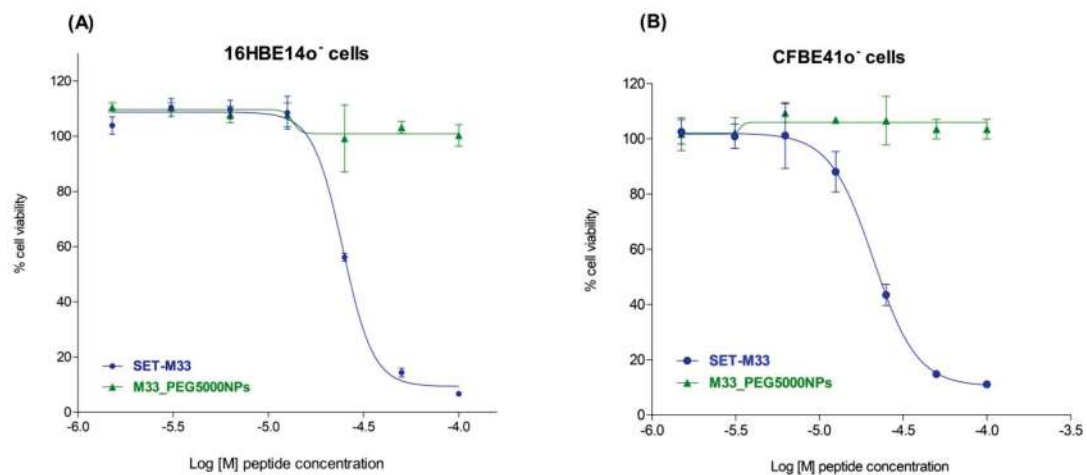 (A)
16HBE14o⁻ cells
% cell viability
120
100
80
60
40
20
0
SET-M33
M33_PEG5000NPs
-6.0 -5.5 -5.0 -4.5 -4.0
Log [M] peptide concentration
(B)
CFBE41o⁻ cells
% cell viability
120
100
80
60
40
20
0
SET-M33
M33_PEG5000NPs
-6.0 -5.5 -5.0 -4.5 -4.0 -3.5
Log [M] peptide concentration